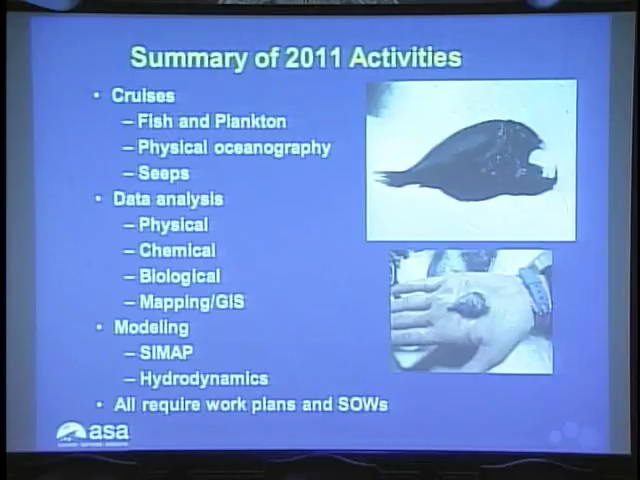 Summary of 2011 Activities
• Cruises
– Fish and Plankton
– Physical oceanography
– Seeps
• Data analysis
– Physical
– Chemical
– Biological
– Mapping/GIS
• Modeling
– SIMAP
– Hydrodynamics
• All require work plans and SOWs
asa